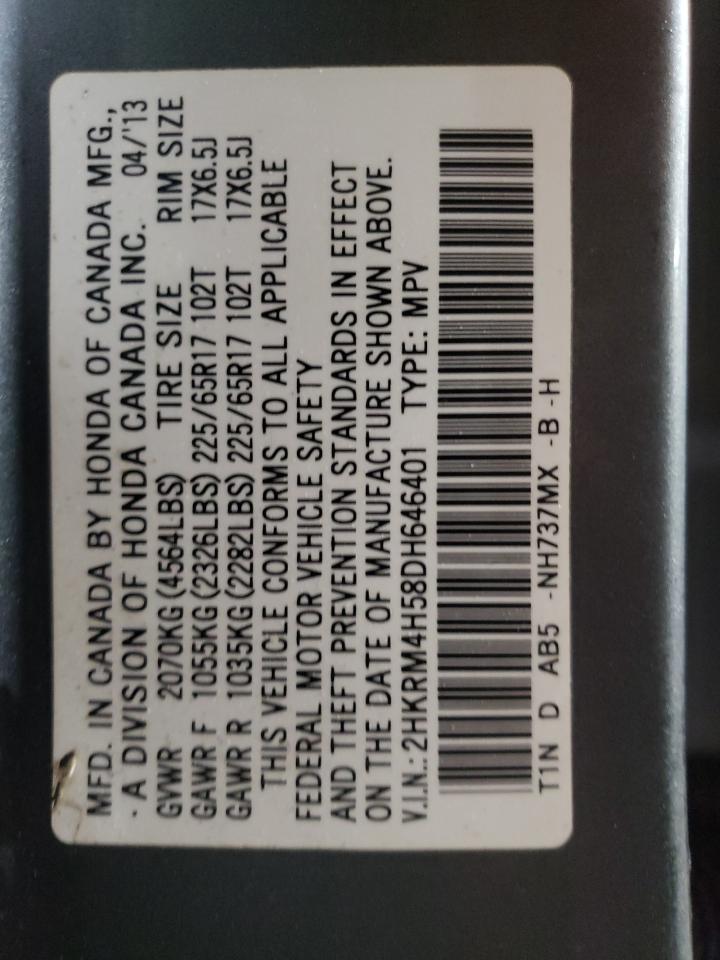 MFD. IN CANADA BY HONDA OF CANADA MFG.,
A DIVISION OF HONDA CANADA INC. 04/'13
GVWR 2070KG (4564LBS) TIRE SIZE RIM SIZE
GAWR F 1055KG (2326LBS) 225/65R17 102T 17X6.5J
GAWR R 1035KG (2282LBS) 225/65R17 102T 17X6.5J
THIS VEHICLE CONFORMS TO ALL APPLICABLE
FEDERAL MOTOR VEHICLE SAFETY
AND THEFT PREVENTION STANDARDS IN EFFECT
ON THE DATE OF MANUFACTURE SHOWN ABOVE.
V.I.N.:2HKRM4H58DH646401 TYPE: MPV
T1N D AB5 -NH737MX -B -H